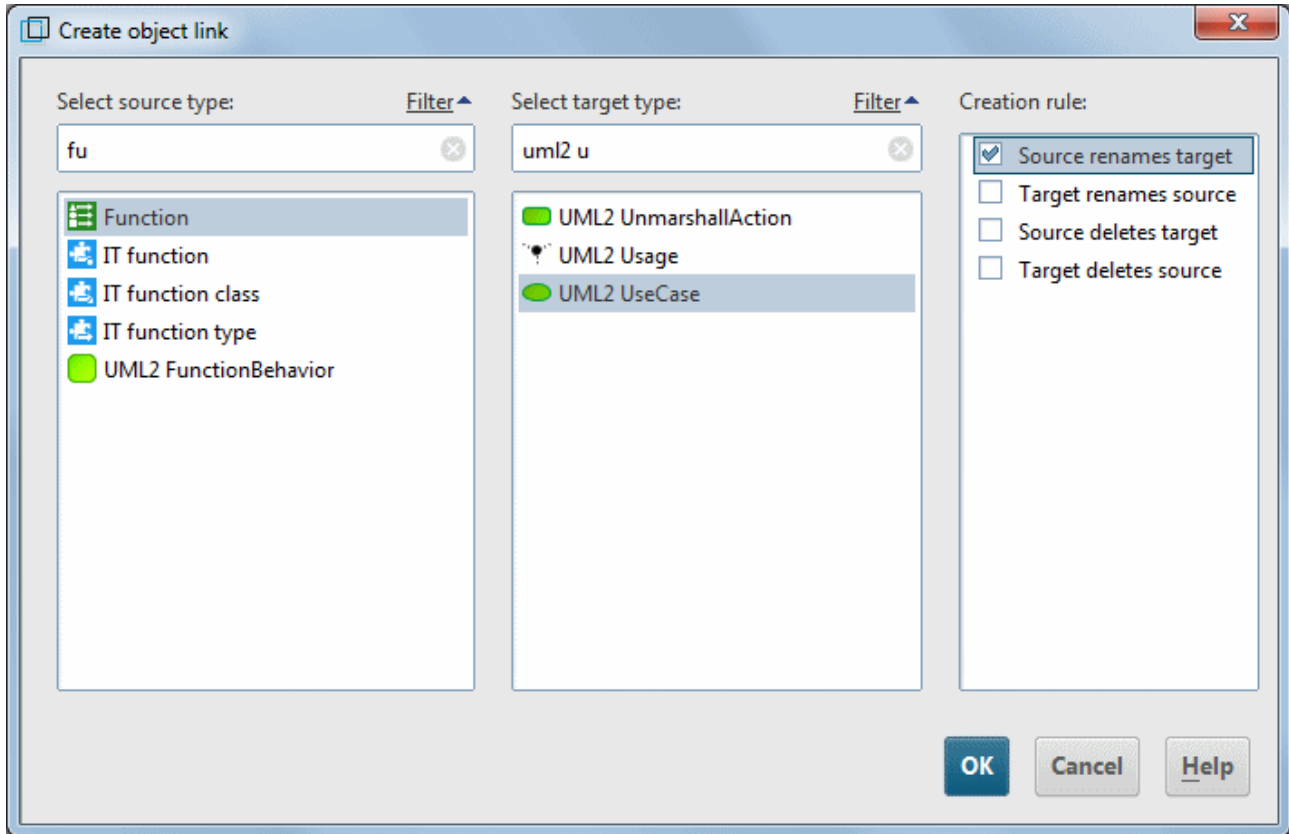 Create object link
Select source type:
Filter
fu
Function
IT function
IT function class
IT function type
UML2 FunctionBehavior
Select target type:
Filter
uml2 u
UML2 UnmarshallAction
UML2 Usage
UML2 UseCase
Creation rule:
Source renames target
Target renames source
Source deletes target
Target deletes source
OK
Cancel
Help